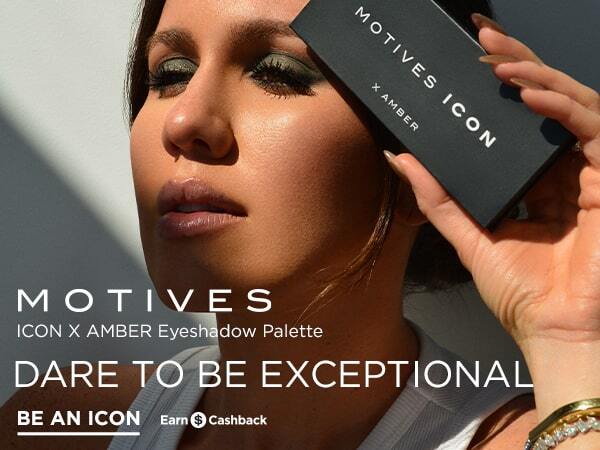 MOTIVES ICON
X AMBER
MOTIVES
ICON X AMBER Eyeshadow Palette
DARE TO BE EXCEPTIONAL
BE AN ICON
Earn $ Cashback